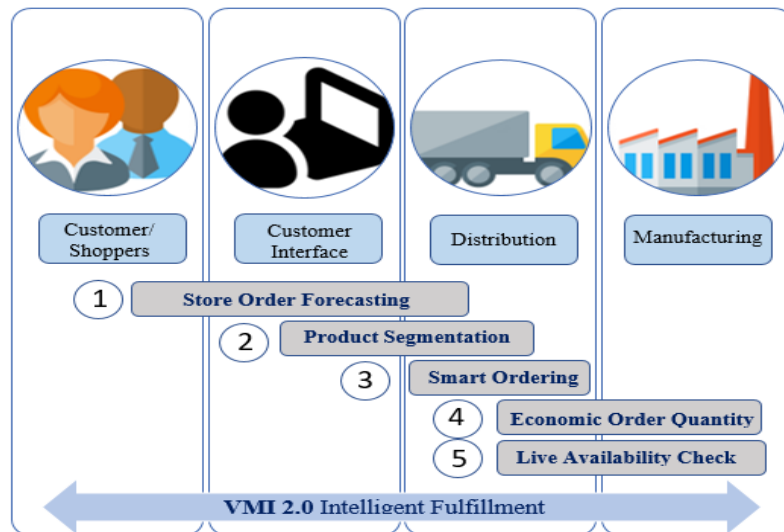 Customer/
Shoppers
Customer
Interface
Distribution
Manufacturing
1
Store Order Forecasting
2
Product Segmentation
3
Smart Ordering
4
Economic Order Quantity
5
Live Availability Check
VMI 2.0 Intelligent Fulfillment